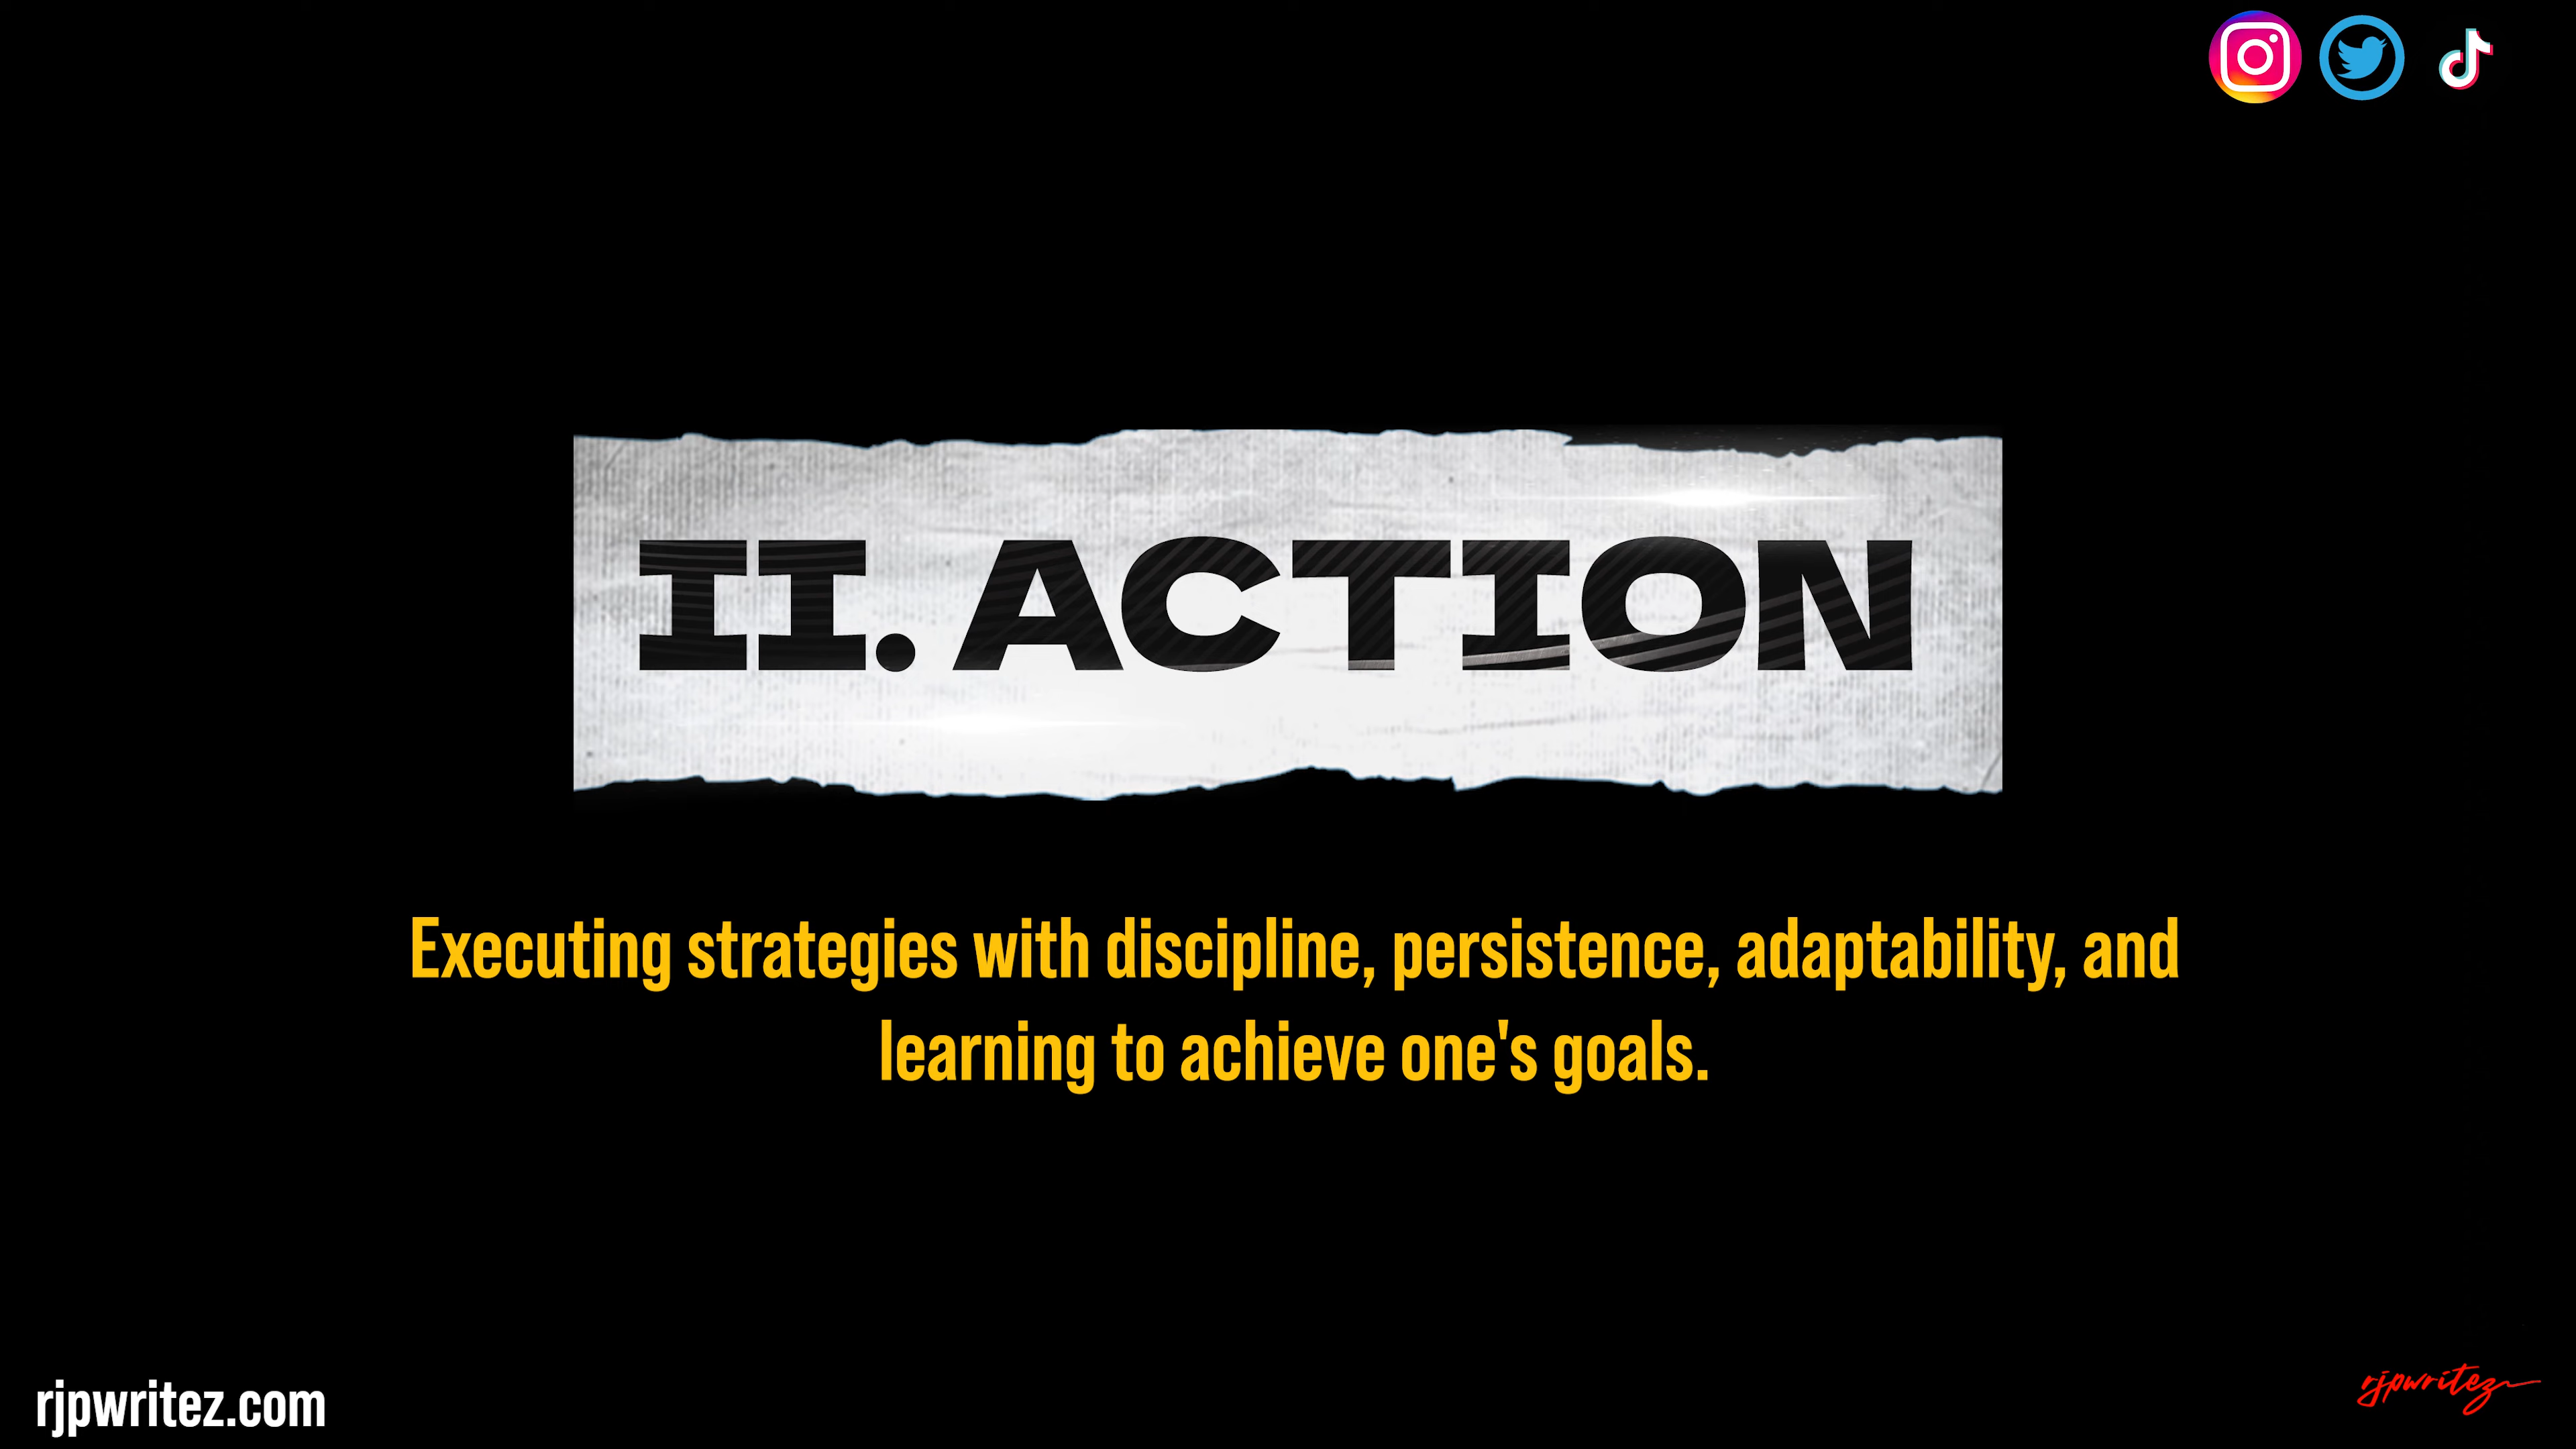 II. ACTION
Executing strategies with discipline, persistence, adaptability, and
learning to achieve one's goals.
rjpwritez.com
rjpwritez